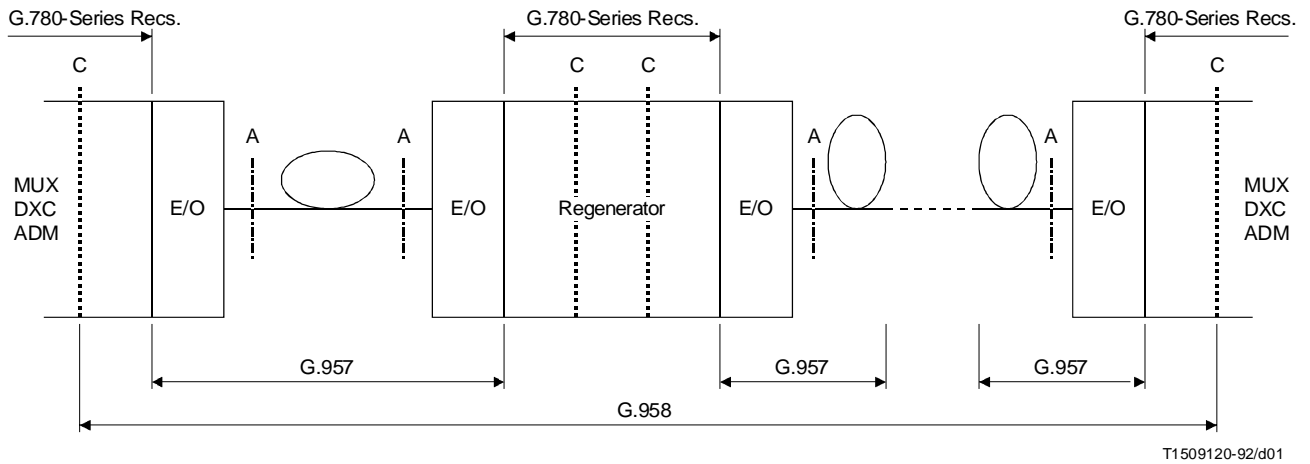 G.780-Series Recs.
G.780-Series Recs.
G.780-Series Recs.
C
C
C
C
A
A
A
A
MUX
DXC
ADM
E/O
E/O
Regenerator
E/O
E/O
MUX
DXC
ADM
G.957
G.957
G.957
G.958
T1509120-92/d01